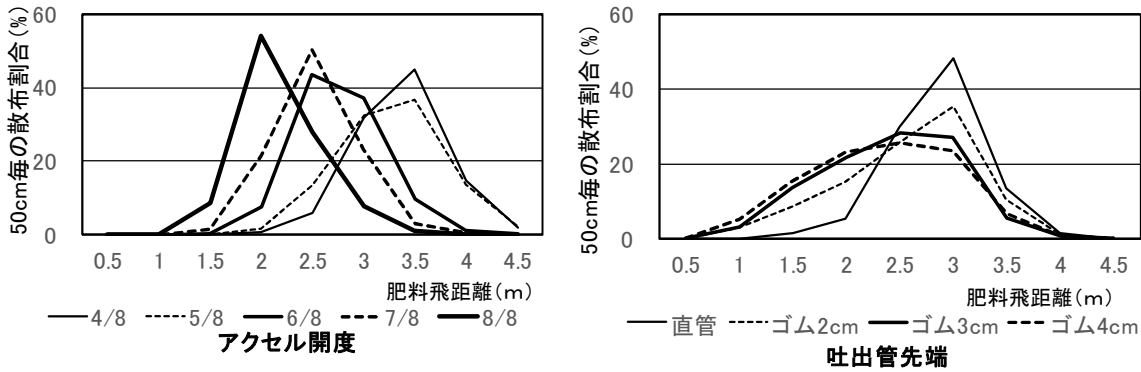 50cm毎の散布割合(%)
60
40
20
0
0.5 1 1.5 2 2.5 3 3.5 4 4.5
肥料飛距離(m)
4/8 5/8 6/8 7/8 8/8
アクセル開度
50cm毎の散布割合(%)
60
40
20
0
0.5 1 1.5 2 2.5 3 3.5 4 4.5
肥料飛距離(m)
直管 ゴム2cm ゴム3cm ゴム4cm
吐出管先端